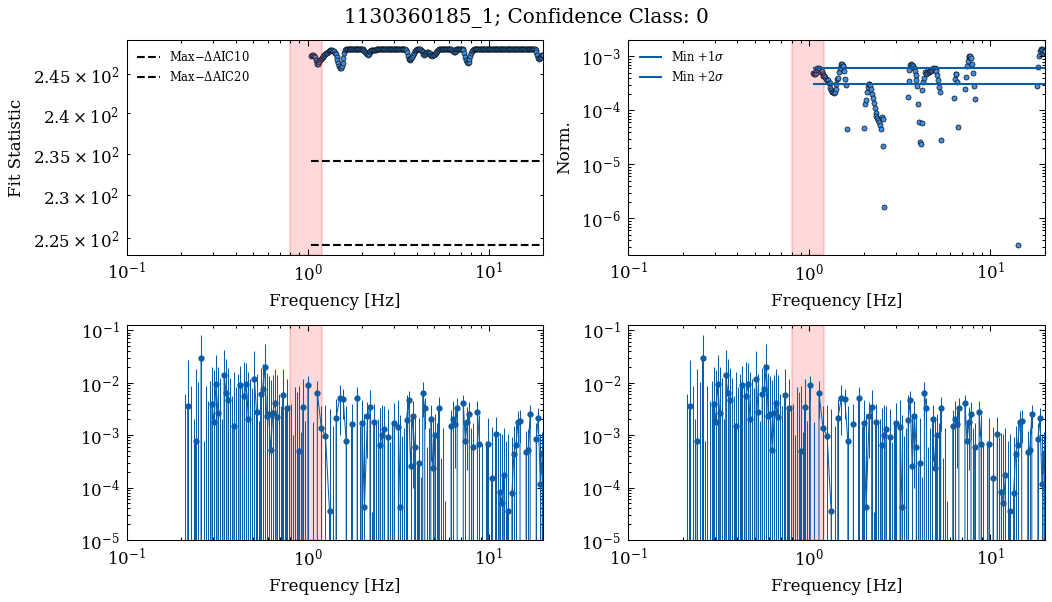 1130360185_1; Confidence Class: 0
Fit Statistic
2.45 × 10²
2.4 × 10²
2.35 × 10²
2.3 × 10²
2.25 × 10²
Max−ΔAIC10
Max−ΔAIC20
10⁻¹ 10⁰ 10¹
Frequency [Hz]
Norm.
10⁻³
10⁻⁴
10⁻⁵
10⁻⁶
Min +1σ
Min +2σ
10⁻¹ 10⁰ 10¹
Frequency [Hz]
10⁻¹
10⁻²
10⁻³
10⁻⁴
10⁻⁵
10⁻¹ 10⁰ 10¹
Frequency [Hz]
10⁻¹
10⁻²
10⁻³
10⁻⁴
10⁻⁵
10⁻¹ 10⁰ 10¹
Frequency [Hz]